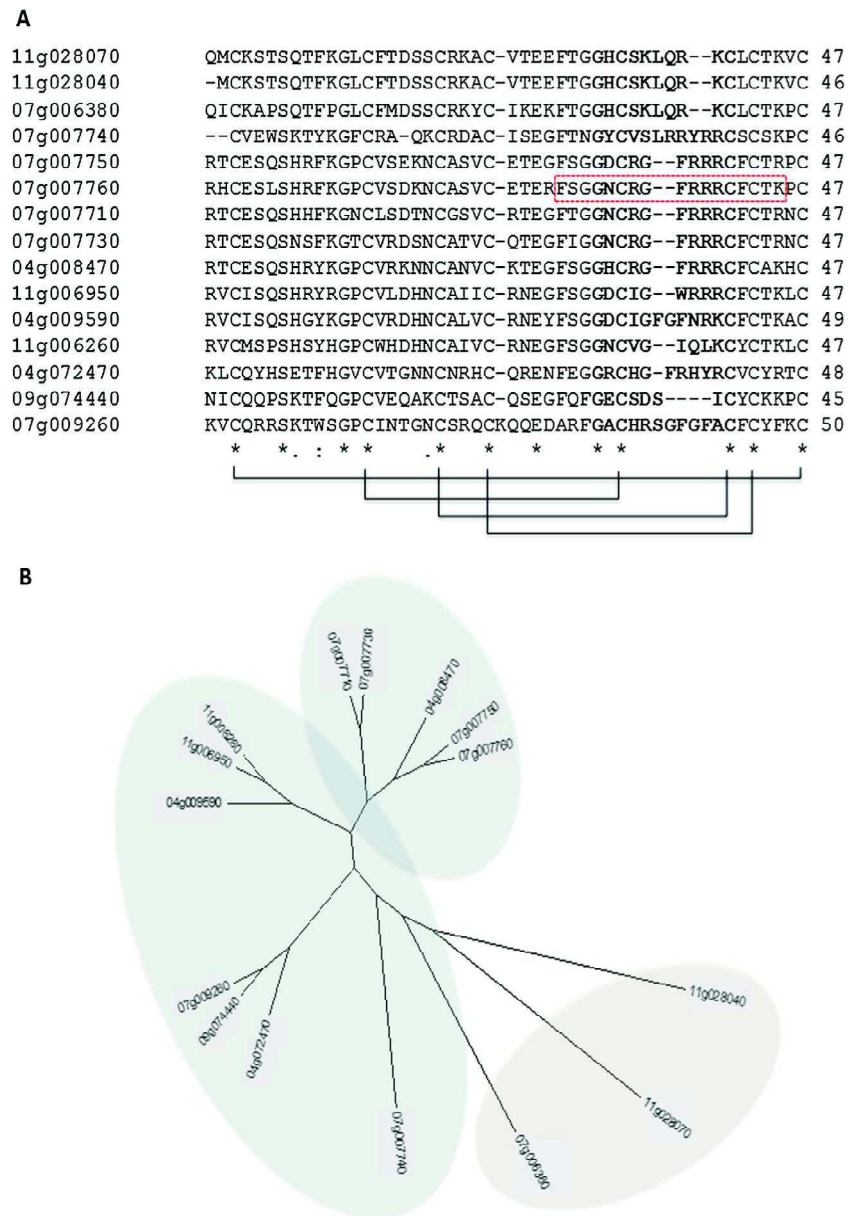 A
11g028070 QMCKSTSQTFKGLCFTDSSCRKAC-VTEEFTGGHCSKLQR--KCLCTKVC 47
11g028040 -MCKSTSQTFKGLCFTDSSCRKAC-VTEEFTGGHCSKLQR--KCLCTKVC 46
07g006380 QICKAPSQTFPGLCFMDSSCRKYC-IKEKFTGGHCSKLQR--KCLCTKPC 47
07g007740 --CVEWSKTYKGFCRA-QKCRDAC-ISEGFTNGYCVSLRRYRRCSCSKPC 46
07g007750 RTCESQSHRFKGPCVSEKNCASVC-ETEGFSGGDCRG--FRRRCFCTRPC 47
07g007760 RHCESLSHRFKGPCVSDKNCASVC-ETERFSGGNCRG--FRRRCFCTKPC 47
07g007710 RTCESQSHHFKGNCLSDTNCGSVC-RTEGFTGGNCRG--FRRRCFCTRNC 47
07g007730 RTCESQSNSFKGTCVRDSNCATVC-QTEGFIGGNCRG--FRRRCFCTRNC 47
04g008470 RTCESQSHRYKGPCVRKNNCANVC-KTEGFSGGHCRG--FRRRCFCAKHC 47
11g006950 RVCISQSHRYRGPCVLDHNCAIIC-RNEGFSGGDCIG--WRRRCFCTKLC 47
04g009590 RVCISQSHGYKGPCVRDHNCALVC-RNEYFSGGDCIGFGFNRKCFCTKAC 49
11g006260 RVCMSPSHSYHGPCWHDHNCAIVC-RNEGFSGGNCVG--IQLKCYCTKLC 47
04g072470 KLCQYHSETFHGVCVTGNNCNRHC-QRENFEGGRCHG-FRHYRCVCYRTC 48
09g074440 NICQQPSKTFQGPCVEQAKCTSAC-QSEGFQFGECSDS----ICYCKKPC 45
07g009260 KVCQRRSKTWSGPCINTGNCSRQCKQQEDARFGACHRSGFGFACFCYFKC 50
* *. : * * .* * * ** ** *
B
07g007710
07g007730
04g008470
07g007750
07g007760
11g006260
11g006950
04g009590
07g009260
09g074440
04g072470
07g007740
07g006380
11g028070
11g028040